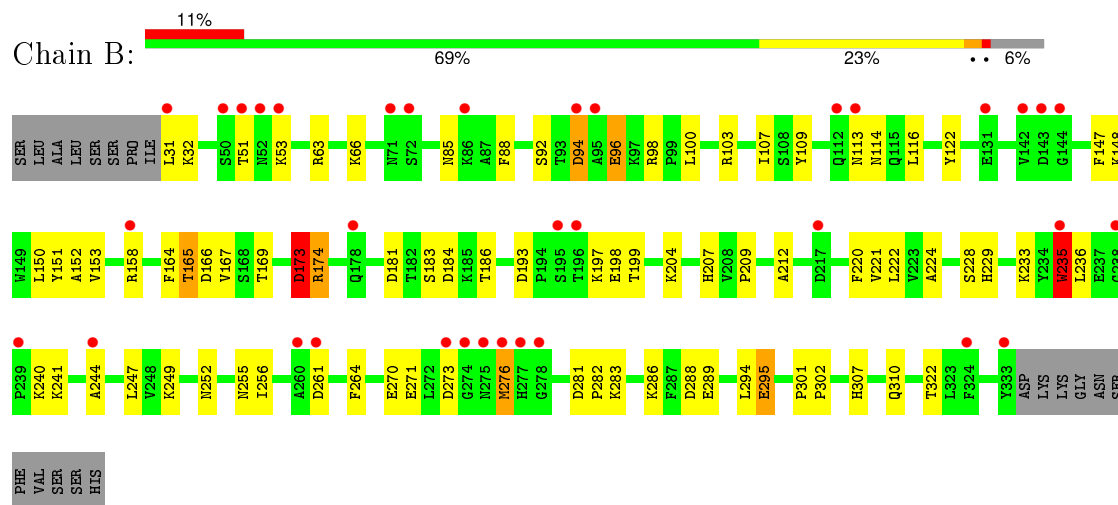 11%
Chain B:
69% 23% •• 6%
SER LEU ALA LEU SER SER PRO ILE L31 K32 S50 T51 N52 K53 R63 K66 N71 S72 N85 K86 A87 F88 S92 T93 D94 A95 E96 K97 R98 P99 L100 R103 I107 S108 Y109 Q112 N113 N114 Q115 L116 Y122 E131 V142 D143 G144 F147 K148
W149 L150 Y151 A152 V153 R158 F164 T165 D166 V167 S168 T169 D173 R174 Q178 D181 T182 S183 D184 K185 T186 D193 P194 S195 T196 K197 E198 T199 K204 H207 V208 P209 A212 D217 F220 V221 L222 V223 A224 S228 H229 K233 Y234 W235 L236 E237 G238
P239 K240 K241 A244 L247 V248 K249 N252 N255 I256 A260 D261 F264 E270 E271 L272 D273 G274 N275 M276 H277 G278 D281 P282 K283 K286 F287 D288 E289 L294 E295 P301 P302 H307 Q310 T322 L323 F324 Y333 ASP LYS LYS GLY ASN SER
PHE VAL SER SER HIS